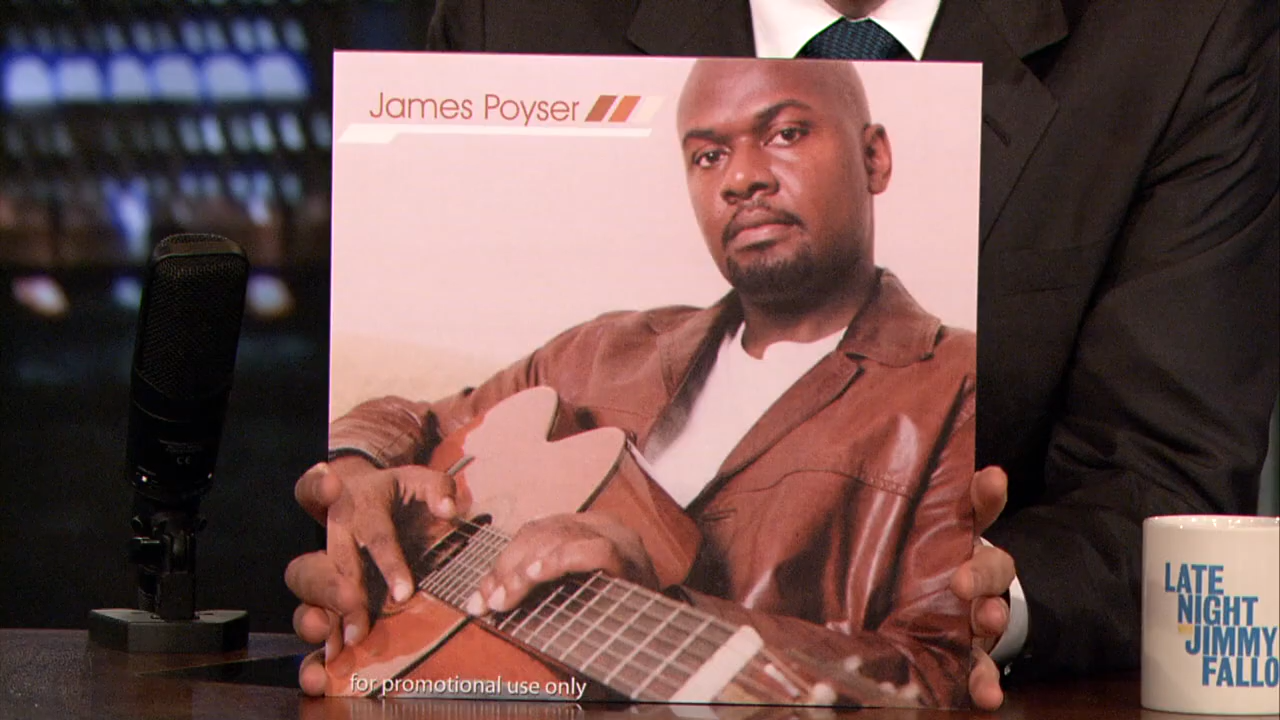 James Poyser
for promotional use only
LATE
NIGHT
JIMMY
FALLO